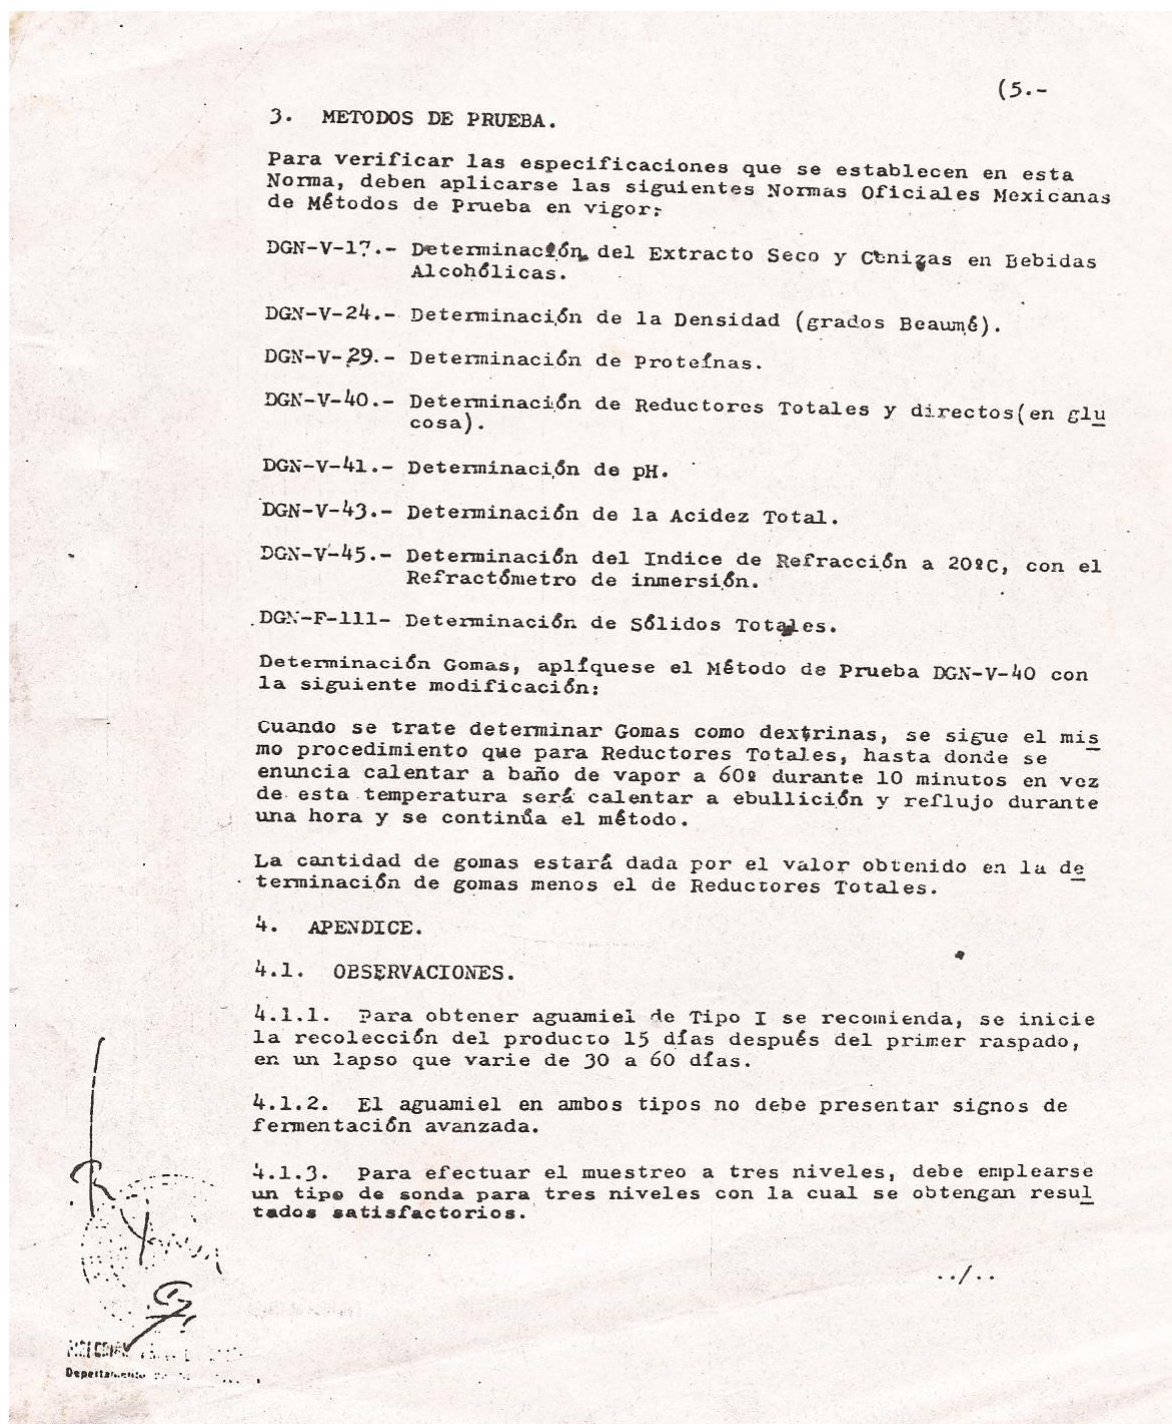 (5.-
3. METODOS DE PRUEBA.
Para verificar las especificaciones que se establecen en esta
Norma, deben aplicarse las siguientes Normas Oficiales Mexicanas
de Métodos de Prueba en vigor:
DGN-V-17.- Determinación del Extracto Seco y Cenizas en Bebidas
Alcohólicas.
DGN-V-24.- Determinación de la Densidad (grados Beaumé).
DGN-V-29.- Determinación de Proteínas.
DGN-V-40.- Determinación de Reductores Totales y directos(en glu
cosa).
DGN-V-41.- Determinación de pH.
DGN-V-43.- Determinación de la Acidez Total.
DGN-V-45.- Determinación del Indice de Refracción a 20ºC, con el
Refractómetro de inmersión.
DGN-F-111- Determinación de Sólidos Totales.
Determinación Gomas, aplíquese el Método de Prueba DGN-V-40 con
la siguiente modificación:
Cuando se trate determinar Gomas como dextrinas, se sigue el mis
mo procedimiento que para Reductores Totales, hasta donde se
enuncia calentar a baño de vapor a 60º durante 10 minutos en vez
de esta temperatura será calentar a ebullición y reflujo durante
una hora y se continúa el método.
La cantidad de gomas estará dada por el valor obtenido en la de
terminación de gomas menos el de Reductores Totales.
4. APENDICE.
4.1. OBSERVACIONES.
4.1.1. Para obtener aguamiel de Tipo I se recomienda, se inicie
la recolección del producto 15 días después del primer raspado,
en un lapso que varie de 30 a 60 días.
4.1.2. El aguamiel en ambos tipos no debe presentar signos de
fermentación avanzada.
4.1.3. Para efectuar el muestreo a tres niveles, debe emplearse
un tipo de sonda para tres niveles con la cual se obtengan resul
tados satisfactorios.
../..
Departamento